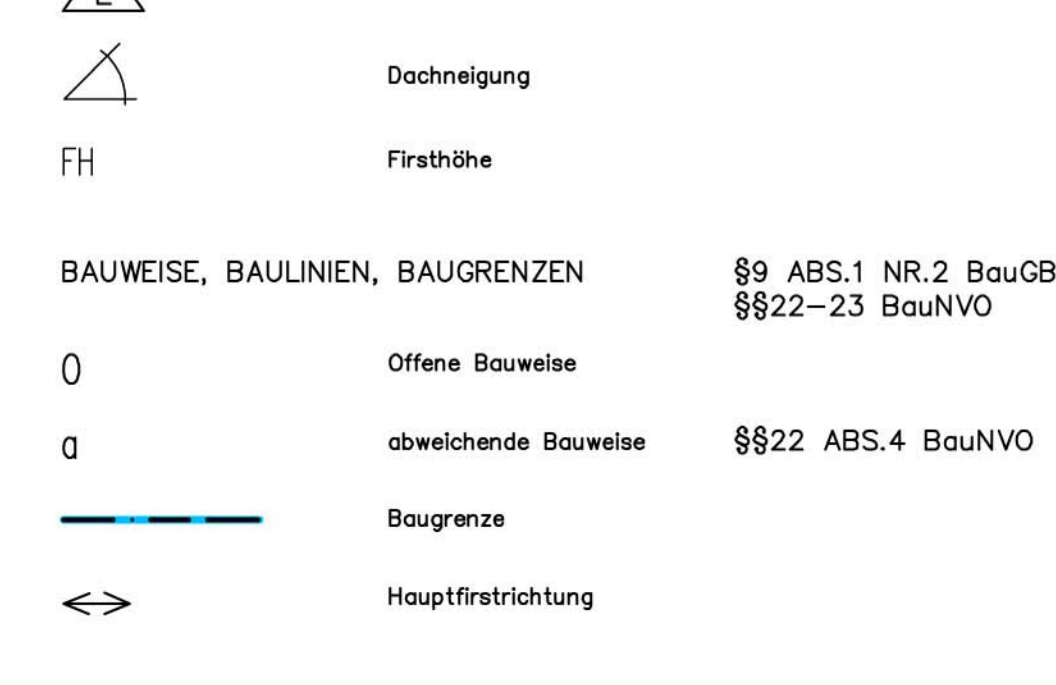 Dachneigung
FH Firsthöhe
BAUWEISE, BAULINIEN, BAUGRENZEN §9 ABS.1 NR.2 BauGB
§§22-23 BauNVO
O Offene Bauweise
a abweichende Bauweise §§22 ABS.4 BauNVO
Baugrenze
Hauptfirstrichtung